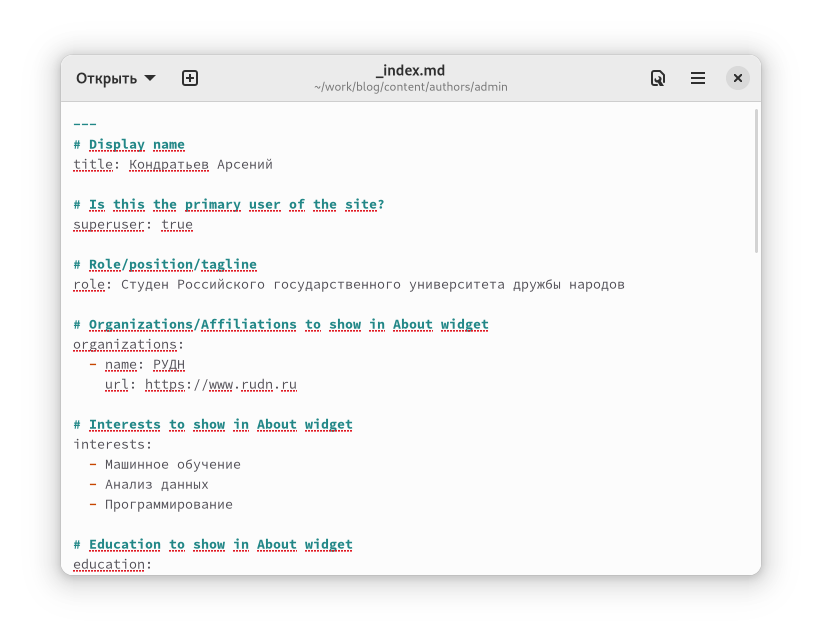 Открыть
_index.md
~/work/blog/content/authors/admin
---
# Display name
title: Кондратьев Арсений
# Is this the primary user of the site?
superuser: true
# Role/position/tagline
role: Студен Российского государственного университета дружбы народов
# Organizations/Affiliations to show in About widget
organizations:
- name: РУДН
url: https://www.rudn.ru
# Interests to show in About widget
interests:
- Машинное обучение
- Анализ данных
- Программирование
# Education to show in About widget
education: